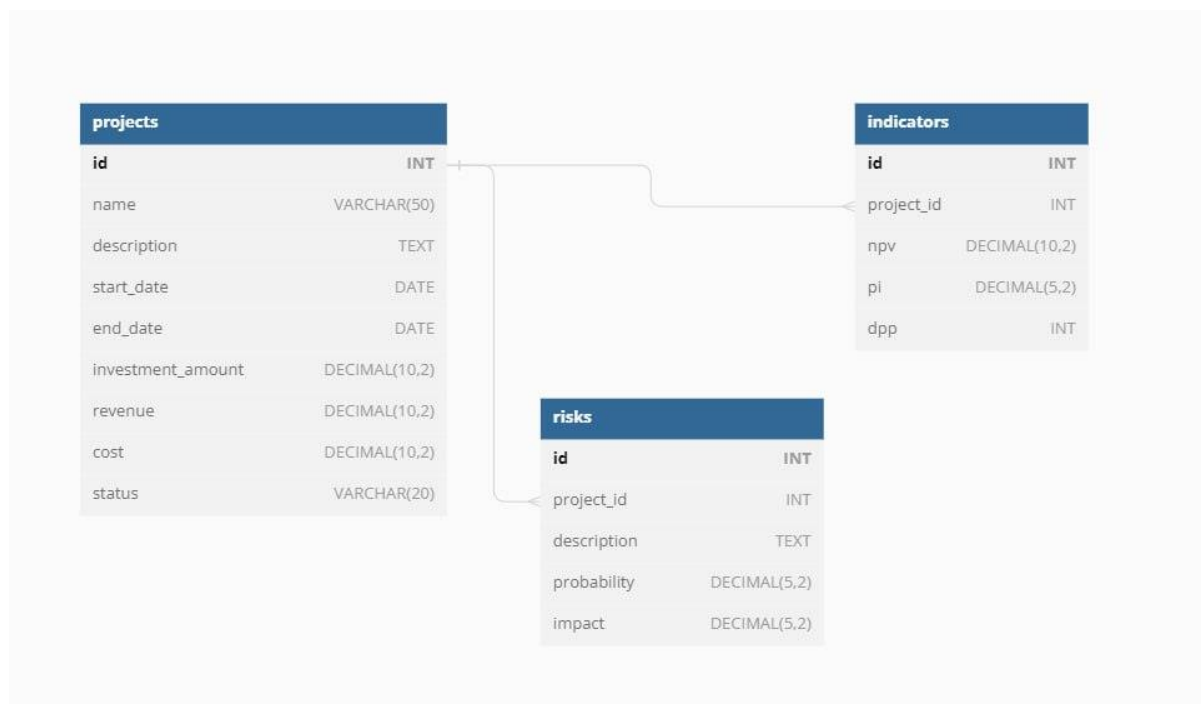 projects
id INT
name VARCHAR(50)
description TEXT
start_date DATE
end_date DATE
investment_amount DECIMAL(10,2)
revenue DECIMAL(10,2)
cost DECIMAL(10,2)
status VARCHAR(20)
indicators
id INT
project_id INT
npv DECIMAL(10,2)
pi DECIMAL(5,2)
dpp INT
risks
id INT
project_id INT
description TEXT
probability DECIMAL(5,2)
impact DECIMAL(5,2)